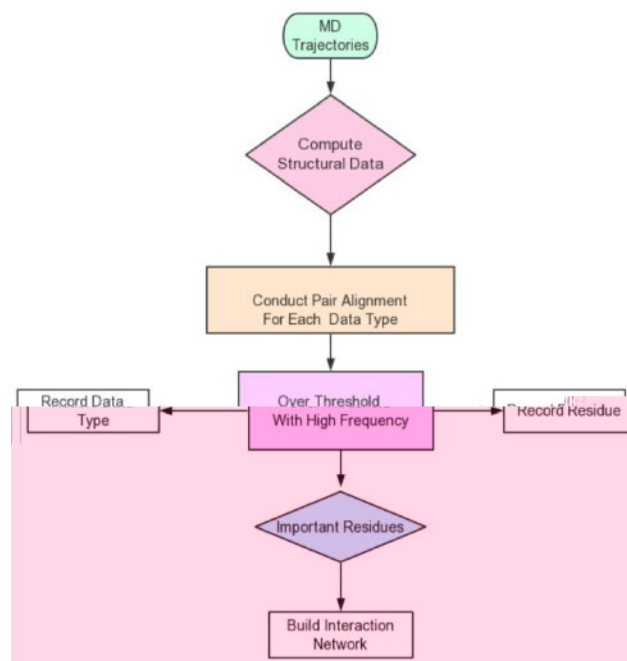 MD
Trajectories
Compute
Structural Data
Conduct Pair Alignment
For Each Data Type
Record Data
Type
Over Threshold
With High Frequency
Record Residue
Important Residues
Build Interaction
Network